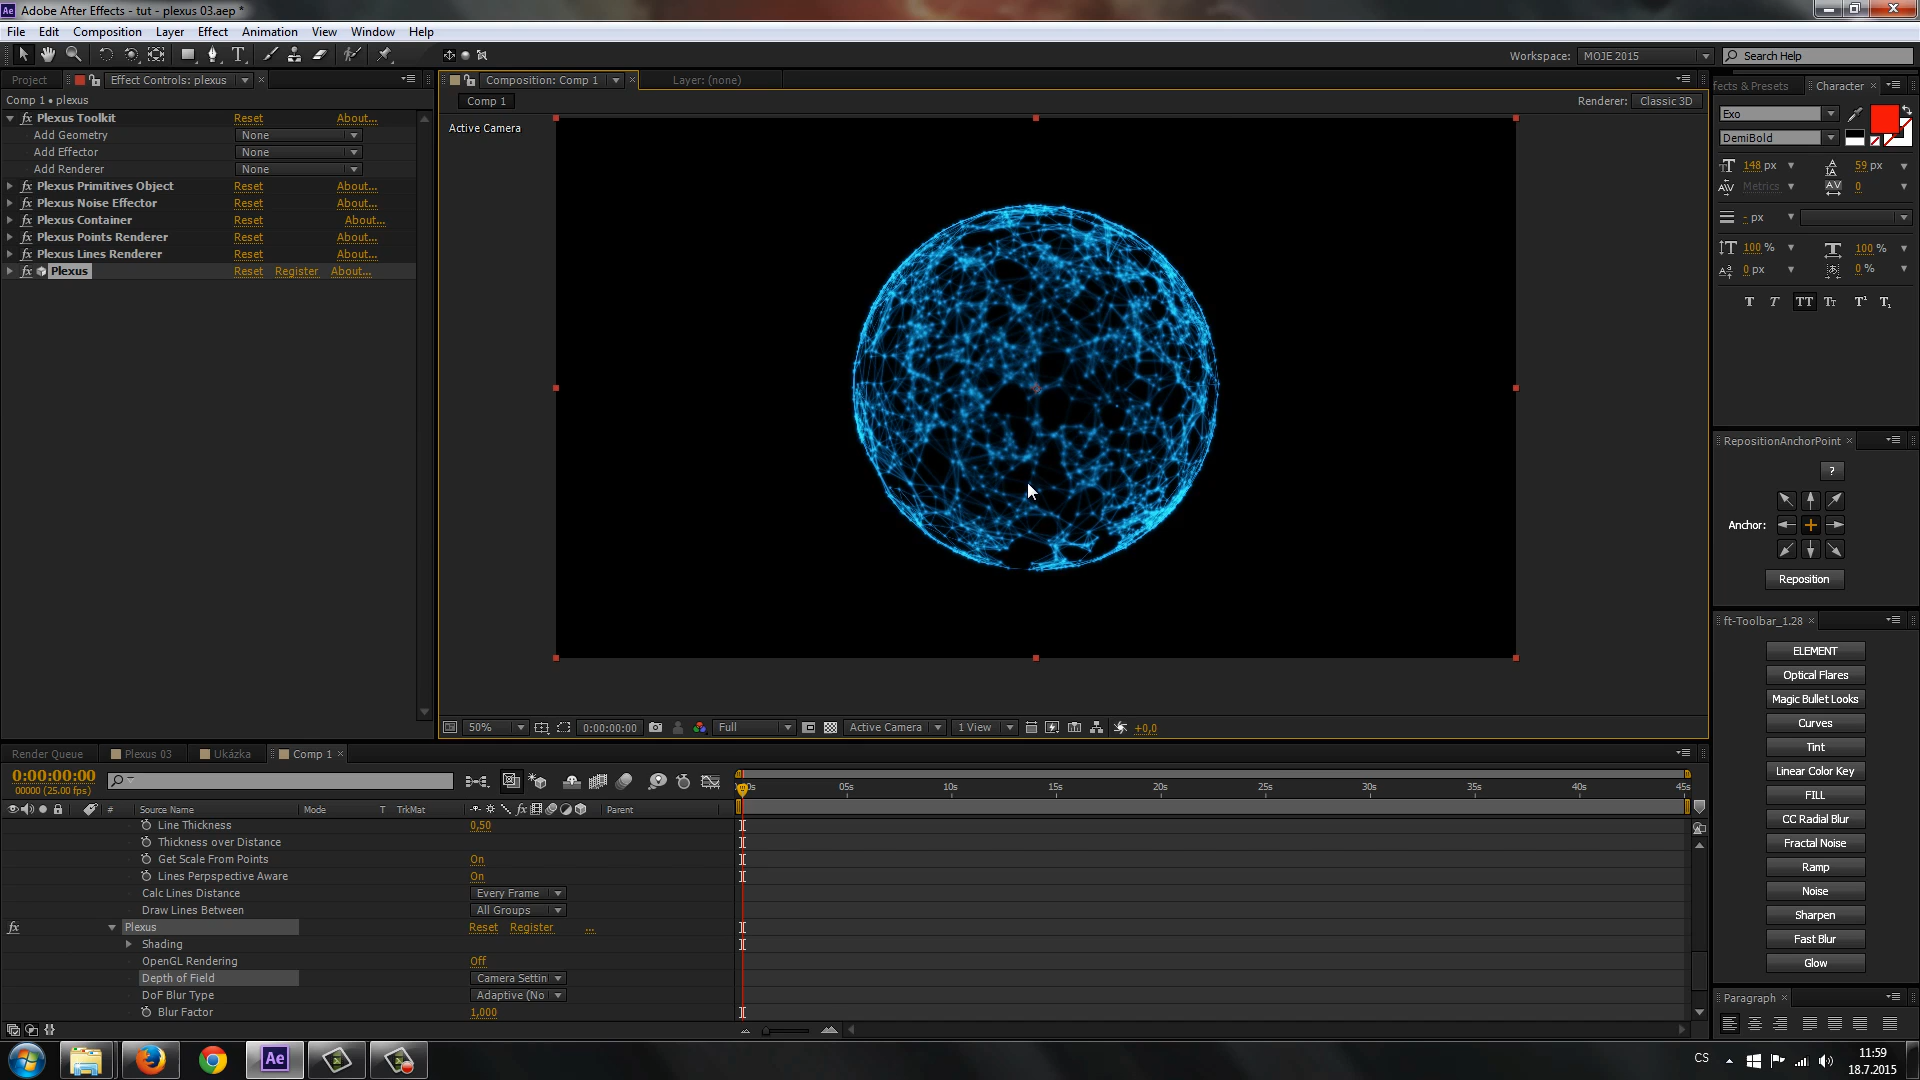 Adobe After Effects - tut - plexus 03.aep *
File Edit Composition Layer Effect Animation View Window Help
Workspace: MOJE 2015 Search Help
Project Effect Controls: plexus
Comp 1 • plexus
Plexus Toolkit Reset About...
Add Geometry None
Add Effector None
Add Renderer None
Plexus Primitives Object Reset About...
Plexus Noise Effector Reset About...
Plexus Container Reset About...
Plexus Points Renderer Reset About...
Plexus Lines Renderer Reset About...
Plexus Reset Register About...
Composition: Comp 1 Layer: (none)
Comp 1 Renderer: Classic 3D
Active Camera
50% 0:00:00:00 Full Active Camera 1 View +0,0
fects & Presets Character
Exo
DemiBold
148 px 59 px
Metrics 0
- px
100 % 100 %
0 px 0 %
T T TT Tt T¹ T₁
RepositionAnchorPoint
?
Anchor:
Reposition
ft-Toolbar_1.28
ELEMENT
Optical Flares
Magic Bullet Looks
Curves
Tint
Linear Color Key
FILL
CC Radial Blur
Fractal Noise
Ramp
Noise
Sharpen
Fast Blur
Glow
Paragraph
Render Queue Plexus 03 Ukázka Comp 1
0:00:00:00
00000 (25.00 fps)
# Source Name Mode T TrkMat Parent
05s 10s 15s 20s 25s 30s 35s 40s 45s
Line Thickness 0,50
Thickness over Distance
Get Scale From Points On
Lines Perpspective Aware On
Calc Lines Distance Every Frame
Draw Lines Between All Groups
Plexus Reset Register ...
Shading
OpenGL Rendering Off
Depth of Field Camera Settin
DoF Blur Type Adaptive (No
Blur Factor 1,000
CS 11:59
18.7.2015